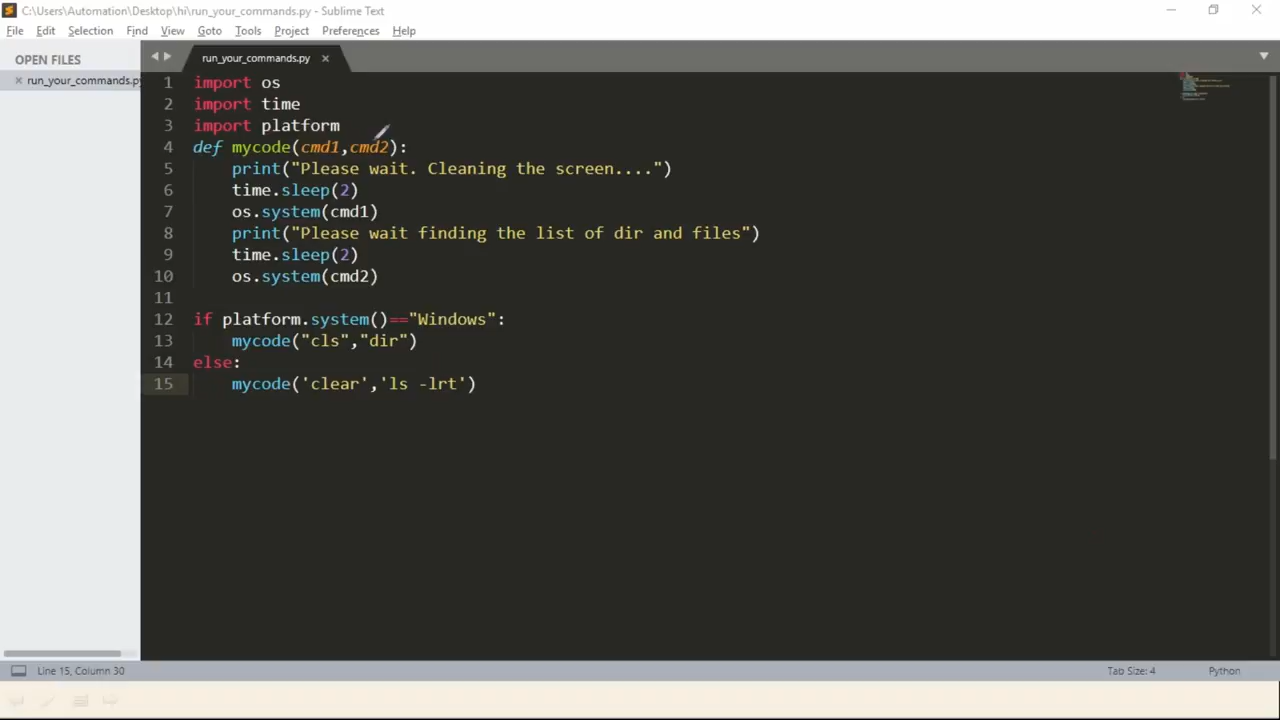 C:\Users\Automation\Desktop\hi\run_your_commands.py - Sublime Text
File Edit Selection Find View Goto Tools Project Preferences Help
OPEN FILES
run_your_commands.py
run_your_commands.py
1 import os
2 import time
3 import platform
4 def mycode(cmd1,cmd2):
5     print("Please wait. Cleaning the screen....")
6     time.sleep(2)
7     os.system(cmd1)
8     print("Please wait finding the list of dir and files")
9     time.sleep(2)
10     os.system(cmd2)
11
12 if platform.system()=="Windows":
13     mycode("cls","dir")
14 else:
15     mycode('clear','ls -lrt')
Line 15, Column 30
Tab Size: 4
Python